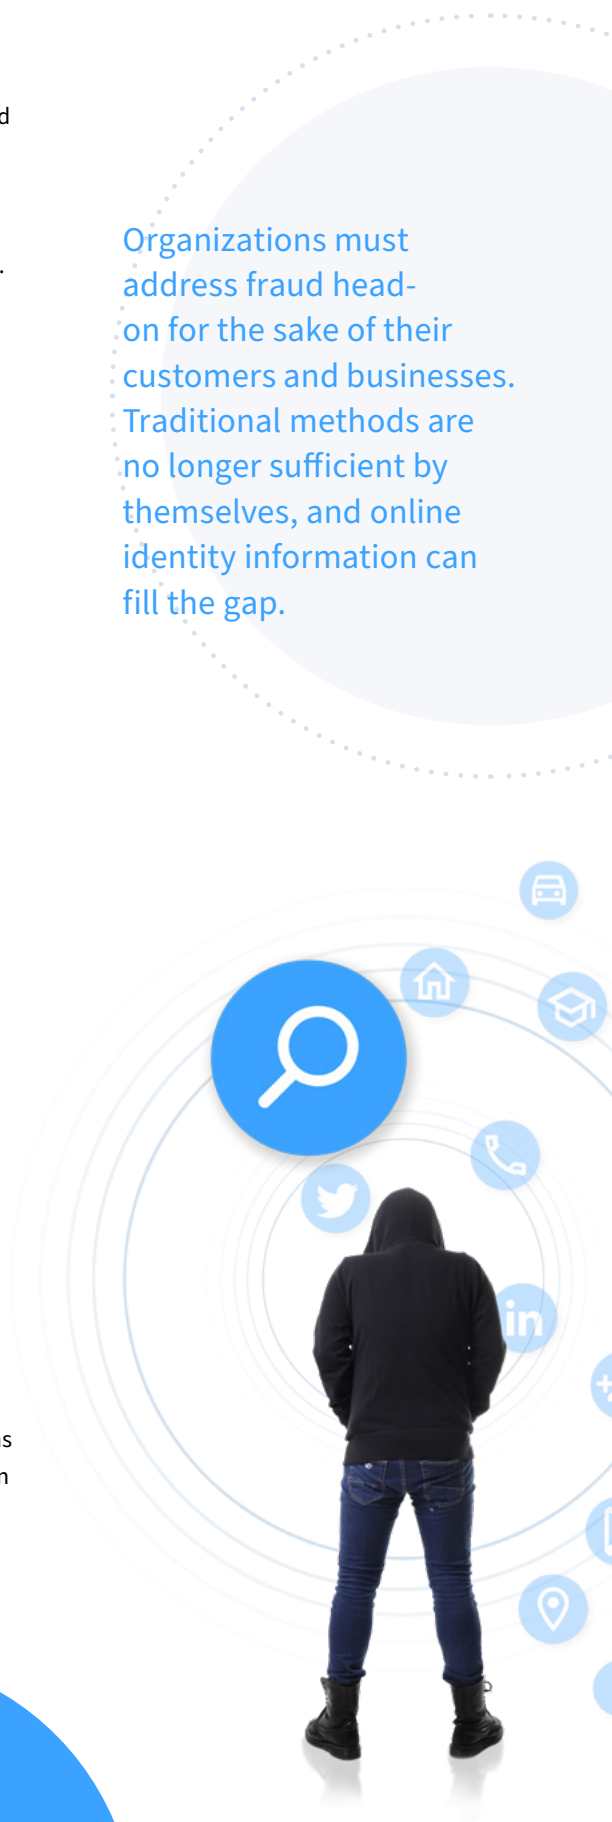 Organizations must
address fraud head-
on for the sake of their
customers and businesses.
Traditional methods are
no longer sufficient by
themselves, and online
identity information can
fill the gap.
in